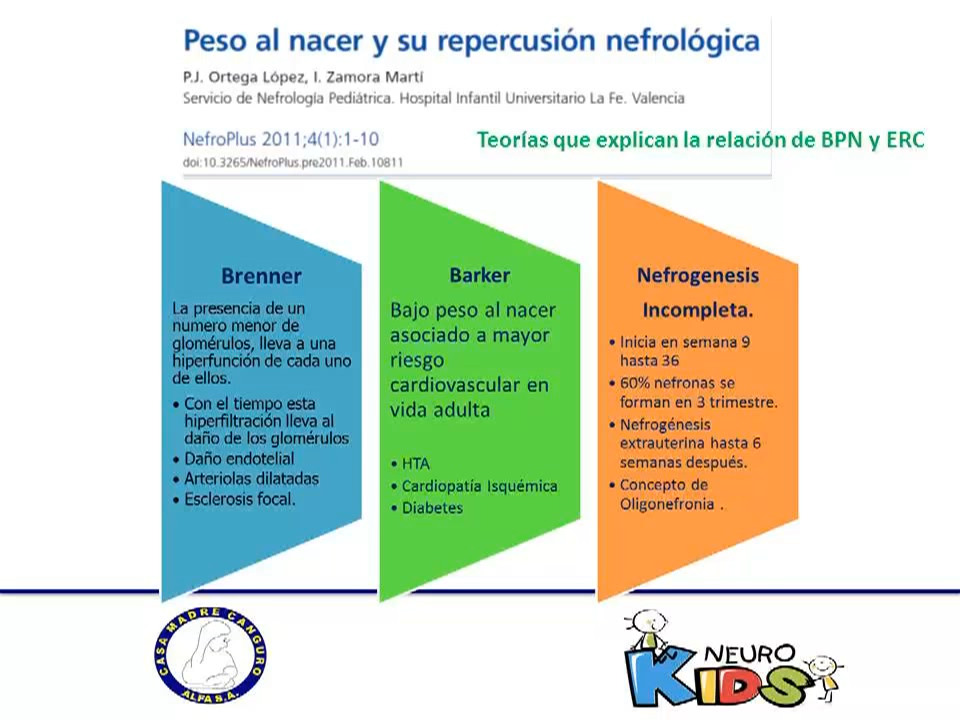 Peso al nacer y su repercusión nefrológica
P.J. Ortega López, I. Zamora Martí
Servicio de Nefrología Pediátrica. Hospital Infantil Universitario La Fe. Valencia
NefroPlus 2011;4(1):1-10
doi:10.3265/NefroPlus.pre2011.Feb.10811
Teorías que explican la relación de BPN y ERC
Brenner
La presencia de un
numero menor de
glomérulos, lleva a una
hiperfunción de cada uno
de ellos.
• Con el tiempo esta
hiperfiltración lleva al
daño de los glomérulos
• Daño endotelial
• Arteriolas dilatadas
• Esclerosis focal.
Barker
Bajo peso al nacer
asociado a mayor
riesgo
cardiovascular en
vida adulta
• HTA
• Cardiopatía Isquémica
• Diabetes
Nefrogenesis
Incompleta.
• Inicia en semana 9
hasta 36
• 60% nefronas se
forman en 3 trimestre.
• Nefrogénesis
extrauterina hasta 6
semanas después.
• Concepto de
Oligonefronia .
CASA MADRE CANGURO
ALFA S.A.
NEURO
KIDS